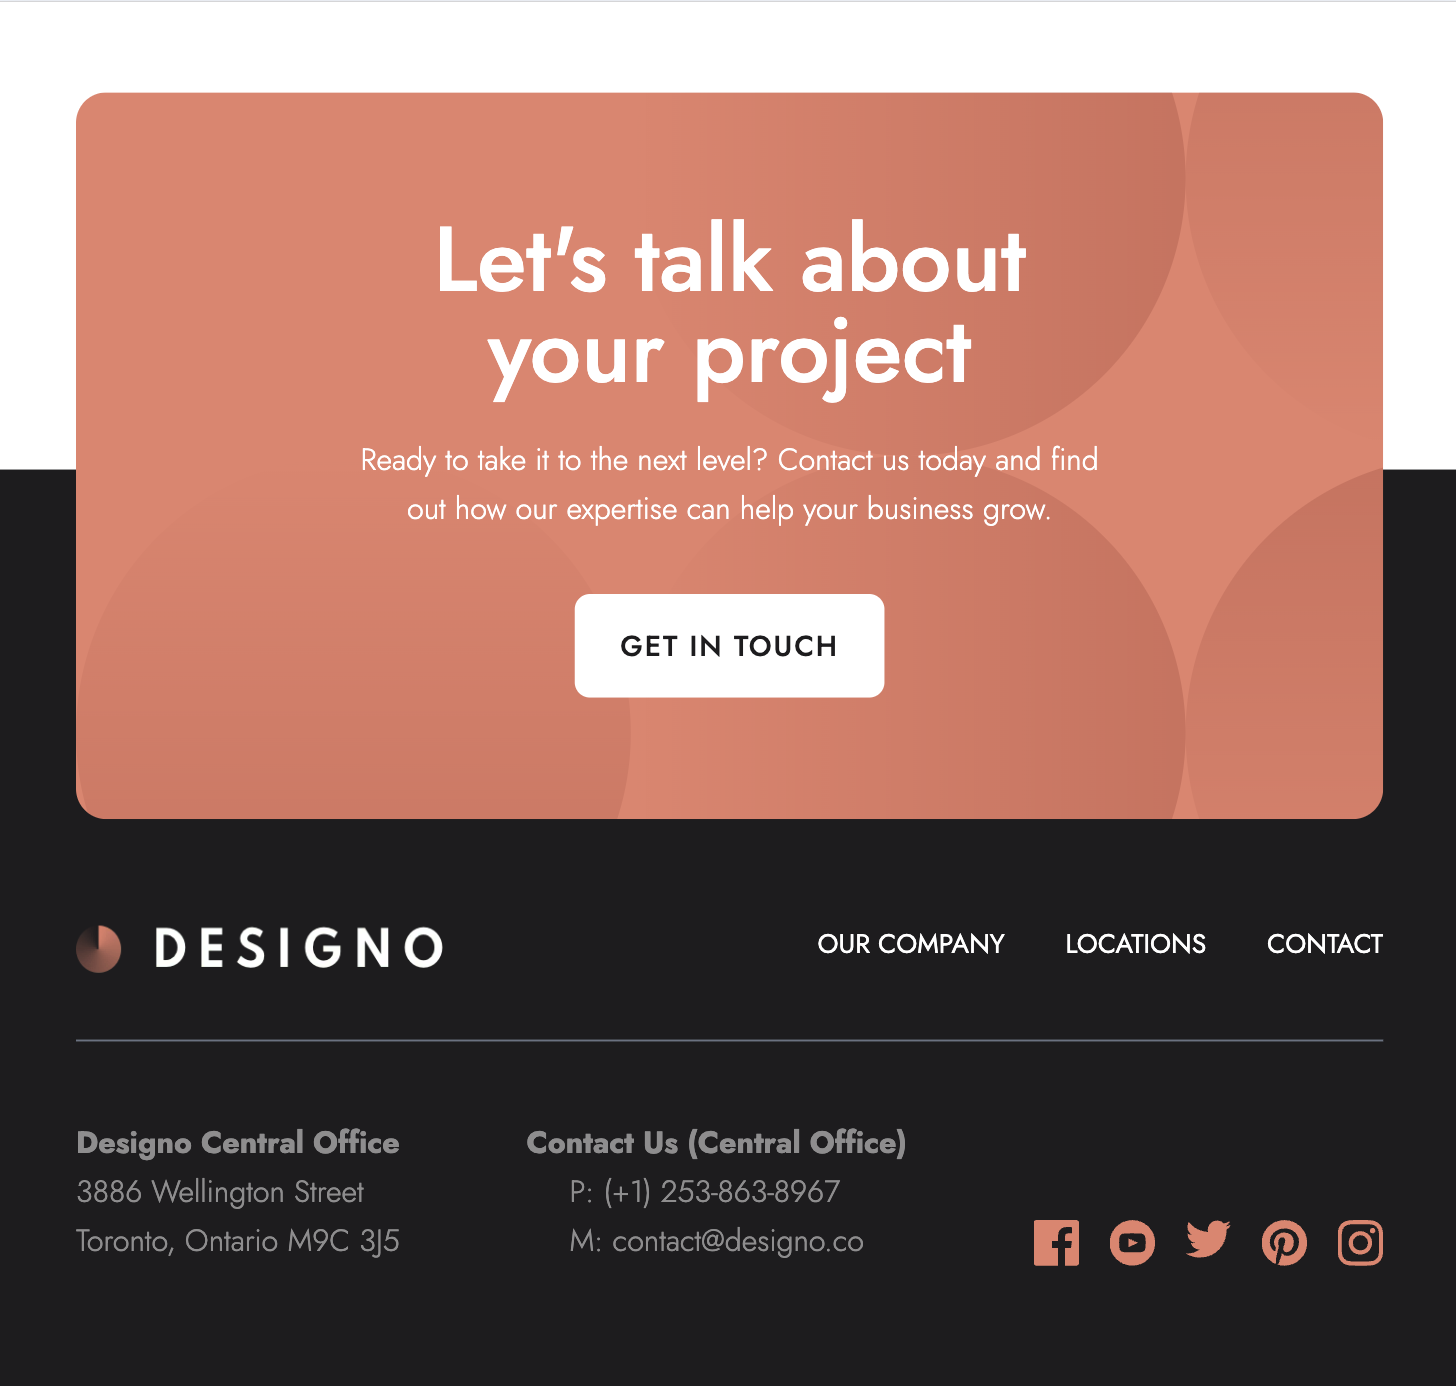 Let's talk about
your project
Ready to take it to the next level? Contact us today and find
out how our expertise can help your business grow.
GET IN TOUCH
DESIGNO
OUR COMPANY
LOCATIONS
CONTACT
Designo Central Office
3886 Wellington Street
Toronto, Ontario M9C 3J5
Contact Us (Central Office)
P: (+1) 253-863-8967
M: contact@designo.co